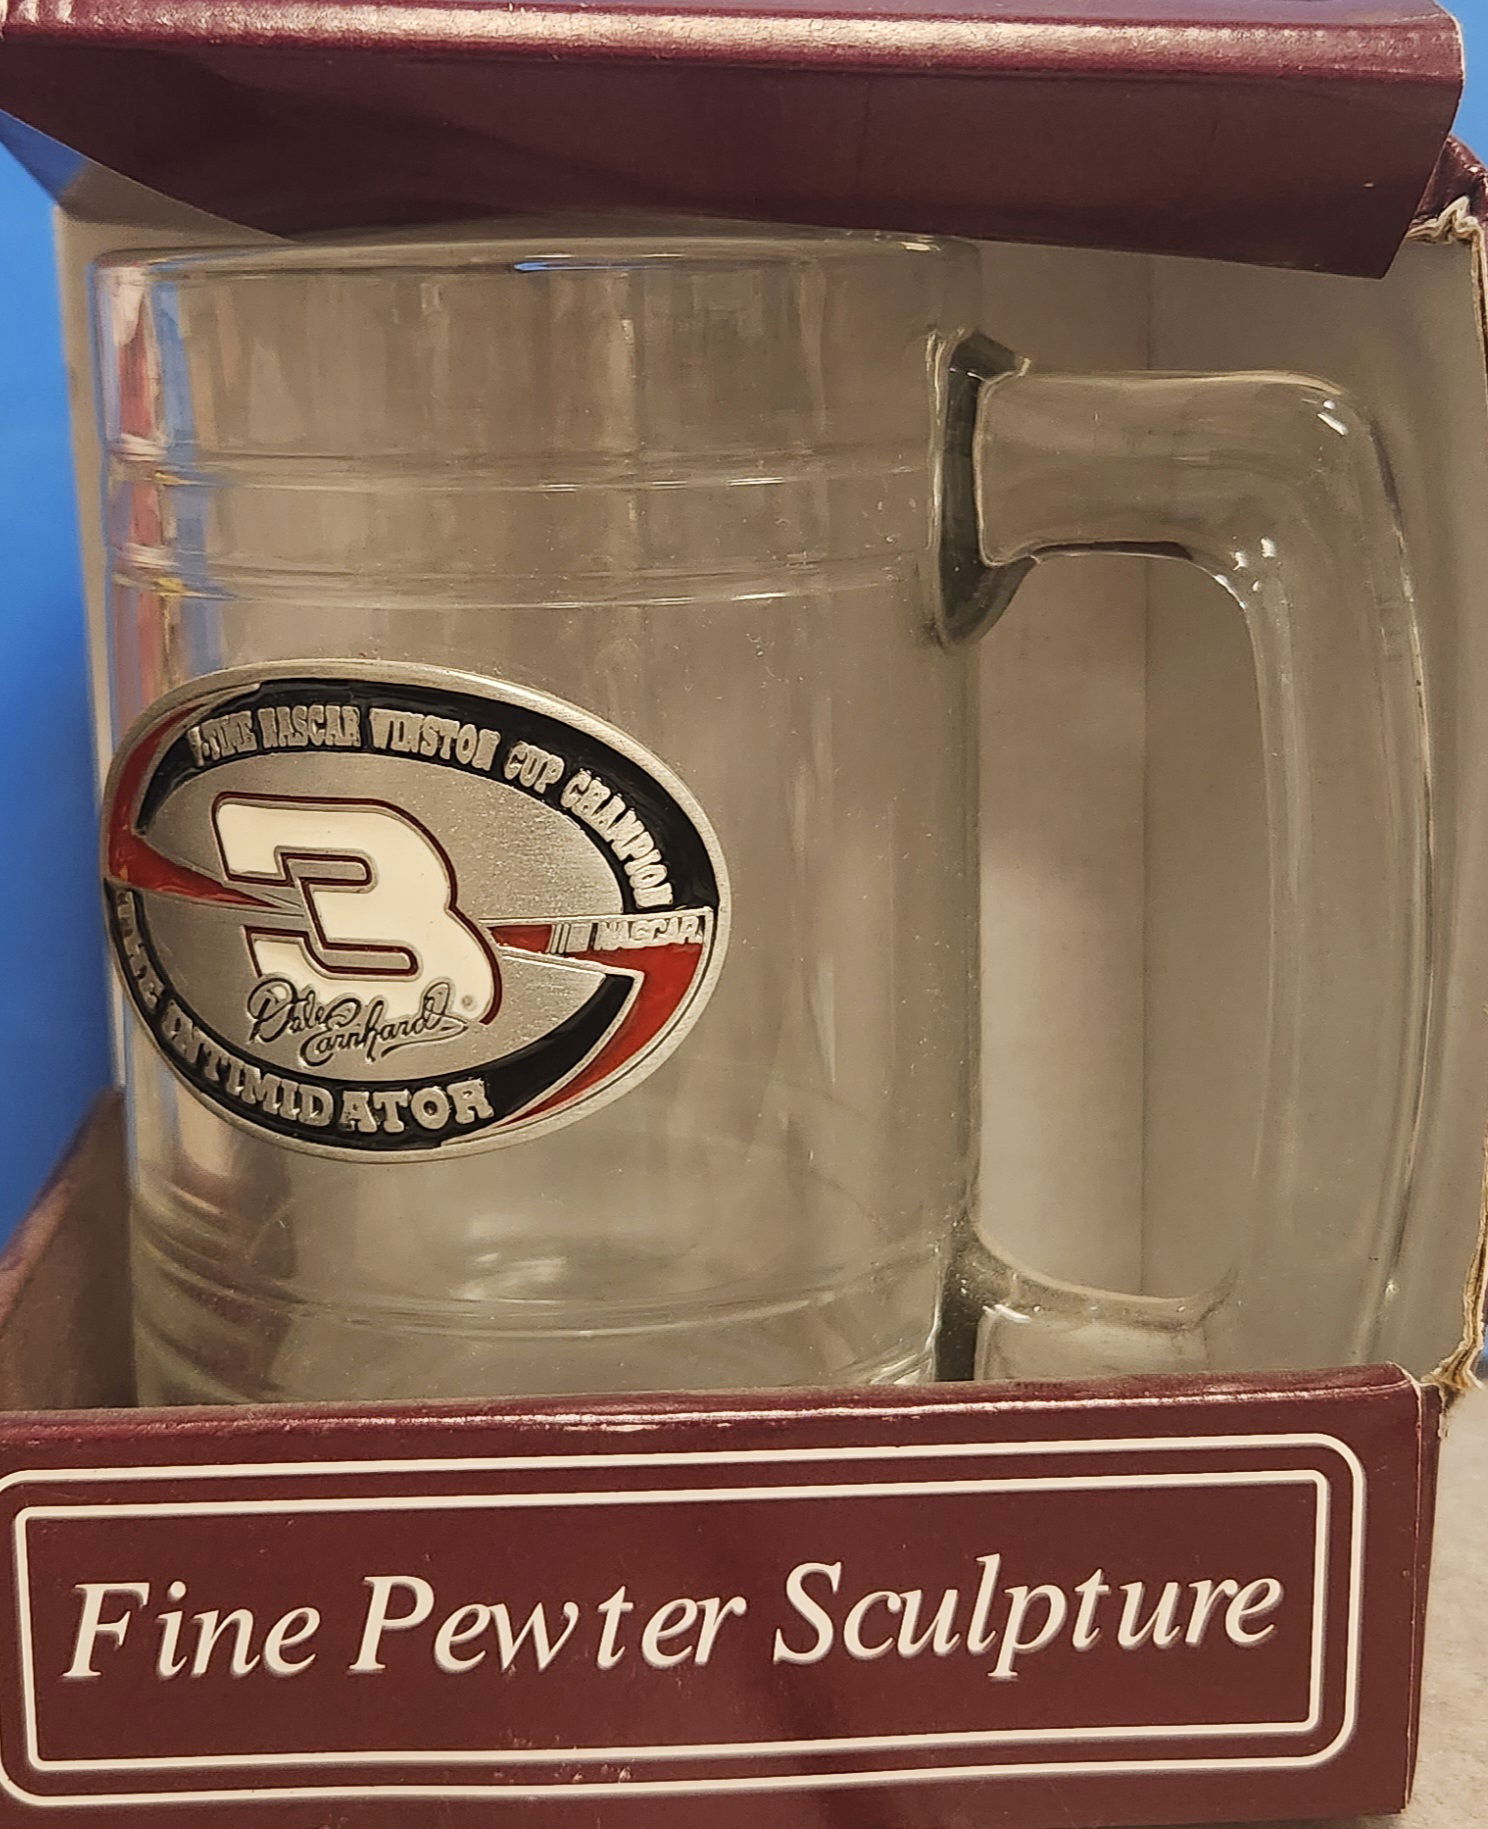 7-TIME NASCAR WINSTON CUP CHAMPION
3
NASCAR.
Dale Earnhardt
THE INTIMIDATOR
Fine Pewter Sculpture